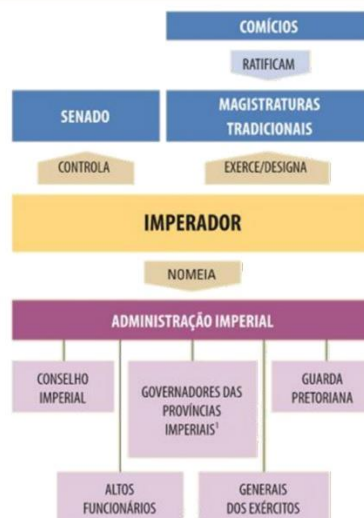 COMÍCIOS
RATIFICAM
SENADO
MAGISTRATURAS
TRADICIONAIS
CONTROLA
EXERCE/DESIGNA
IMPERADOR
NOMEIA
ADMINISTRAÇÃO IMPERIAL
CONSELHO
IMPERIAL
GOVERNADORES DAS
PROVÍNCIAS
IMPERIAIS¹
GUARDA
PRETORIANA
ALTOS
FUNCIONÁRIOS
GENERAIS
DOS EXÉRCITOS